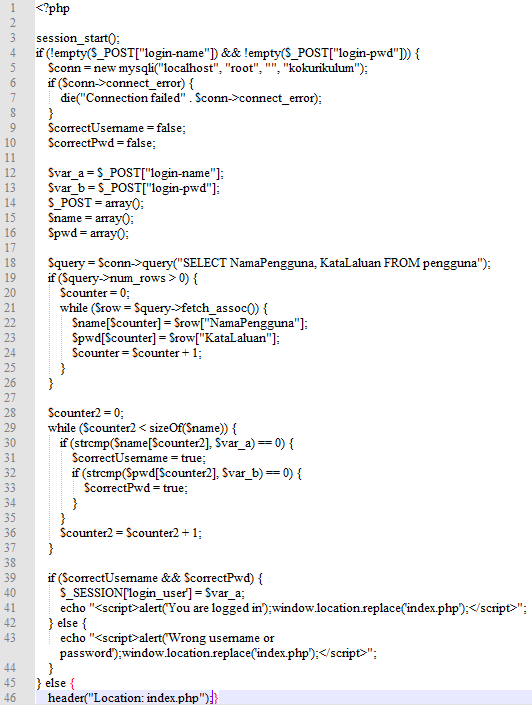 1 <?php
2
3 session_start();
4 if (!empty($_POST["login-name"]) && !empty($_POST["login-pwd"])) {
5 $conn = new mysqli("localhost", "root", "", "kokurikulum");
6 if ($conn->connect_error) {
7 die("Connection failed" . $conn->connect_error);
8 }
9 $correctUsername = false;
10 $correctPwd = false;
11
12 $var_a = $_POST["login-name"];
13 $var_b = $_POST["login-pwd"];
14 $_POST = array();
15 $name = array();
16 $pwd = array();
17
18 $query = $conn->query("SELECT NamaPengguna, KataLaluan FROM pengguna");
19 if ($query->num_rows > 0) {
20 $counter = 0;
21 while ($row = $query->fetch_assoc()) {
22 $name[$counter] = $row["NamaPengguna"];
23 $pwd[$counter] = $row["KataLaluan"];
24 $counter = $counter + 1;
25 }
26 }
27
28 $counter2 = 0;
29 while ($counter2 < sizeOf($name)) {
30 if (strcmp($name[$counter2], $var_a) == 0) {
31 $correctUsername = true;
32 if (strcmp($pwd[$counter2], $var_b) == 0) {
33 $correctPwd = true;
34 }
35 }
36 $counter2 = $counter2 + 1;
37 }
38
39 if ($correctUsername && $correctPwd) {
40 $_SESSION['login_user'] = $var_a;
41 echo "<script>alert('You are logged in');window.location.replace('index.php');</script>";
42 } else {
43 echo "<script>alert('Wrong username or
password');window.location.replace('index.php');</script>";
44 }
45 } else {
46 header("Location: index.php");}